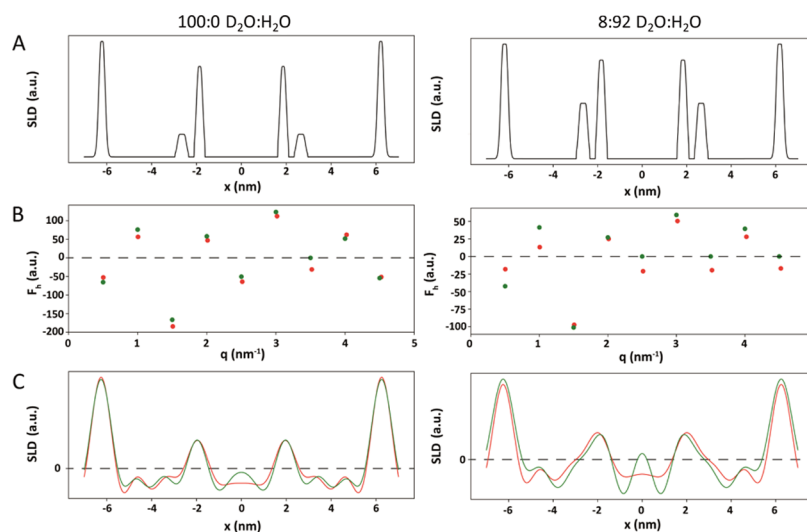 100:0 D₂O:H₂O
8:92 D₂O:H₂O
A
SLD (a.u.)
-6 -4 -2 0 2 4 6
x (nm)
SLD (a.u.)
-6 -4 -2 0 2 4 6
x (nm)
B
Fₕ (a.u.)
100
50
0
-50
-100
-150
-200
0 1 2 3 4 5
q (nm⁻¹)
Fₕ (a.u.)
50
25
0
-25
-50
-75
-100
0 1 2 3 4
q (nm⁻¹)
C
SLD (a.u.)
0
-6 -4 -2 0 2 4 6
x (nm)
SLD (a.u.)
0
-6 -4 -2 0 2 4 6
x (nm)